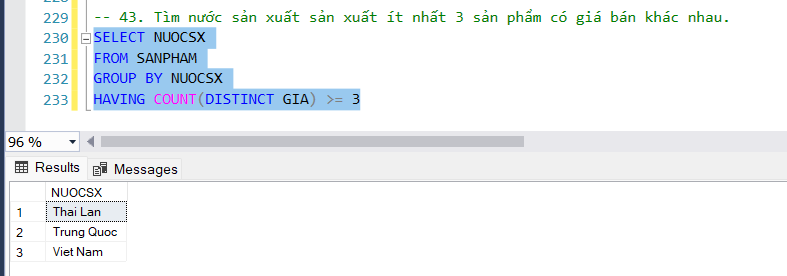 229 -- 43. Tìm nước sản xuất sản xuất ít nhất 3 sản phẩm có giá bán khác nhau.
230 SELECT NUOCSX
231 FROM SANPHAM
232 GROUP BY NUOCSX
233 HAVING COUNT(DISTINCT GIA) >= 3
96 %
Results Messages
NUOCSX
1 Thai Lan
2 Trung Quoc
3 Viet Nam